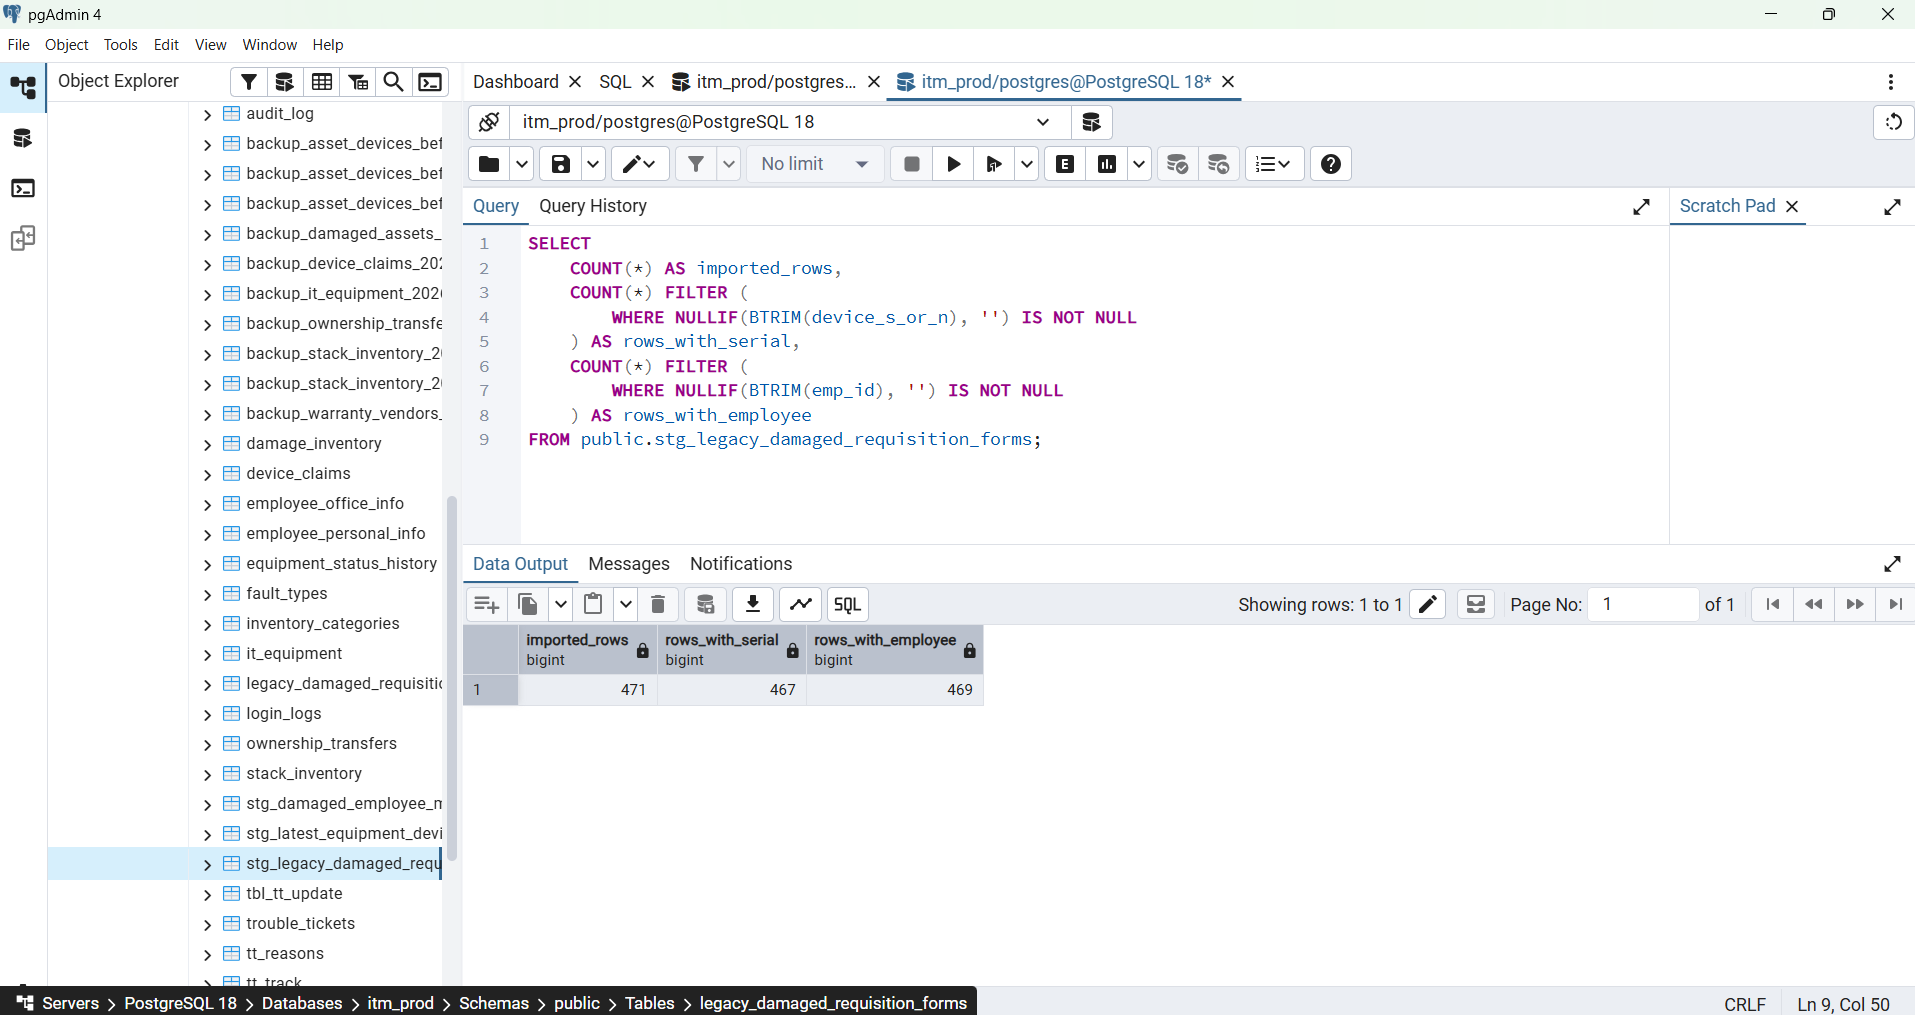 pgAdmin 4
File Object Tools Edit View Window Help
Object Explorer
audit_log
backup_asset_devices_bef
backup_asset_devices_bef
backup_asset_devices_bef
backup_damaged_assets_
backup_device_claims_202
backup_it_equipment_202
backup_ownership_transfe
backup_stack_inventory_2
backup_stack_inventory_2
backup_warranty_vendors_
damage_inventory
device_claims
employee_office_info
employee_personal_info
equipment_status_history
fault_types
inventory_categories
it_equipment
legacy_damaged_requisiti
login_logs
ownership_transfers
stack_inventory
stg_damaged_employee_m
stg_latest_equipment_devi
stg_legacy_damaged_requ
tbl_tt_update
trouble_tickets
tt_reasons
tt_track
Dashboard SQL itm_prod/postgres... itm_prod/postgres@PostgreSQL 18*
itm_prod/postgres@PostgreSQL 18
No limit
E
Query Query History
Scratch Pad
1 SELECT
2 COUNT(*) AS imported_rows,
3 COUNT(*) FILTER (
4 WHERE NULLIF(BTRIM(device_s_or_n), '') IS NOT NULL
5 ) AS rows_with_serial,
6 COUNT(*) FILTER (
7 WHERE NULLIF(BTRIM(emp_id), '') IS NOT NULL
8 ) AS rows_with_employee
9 FROM public.stg_legacy_damaged_requisition_forms;
Data Output Messages Notifications
SQL
Showing rows: 1 to 1
Page No: 1 of 1
imported_rows rows_with_serial rows_with_employee
bigint bigint bigint
1 471 467 469
Servers > PostgreSQL 18 > Databases > itm_prod > Schemas > public > Tables > legacy_damaged_requisition_forms
CRLF Ln 9, Col 50